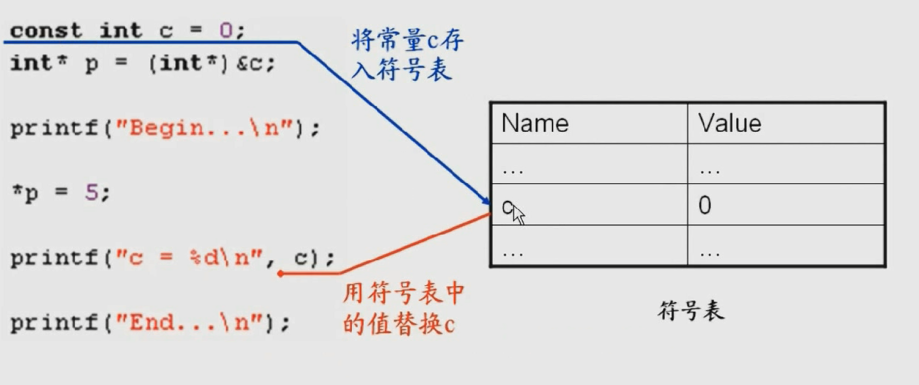 const int c = 0;
int* p = (int*)&c;
printf("Begin...\n");
*p = 5;
printf("c = %d\n", c);
printf("End...\n");
将常量c存
入符号表
用符号表中
的值替换c
Name Value
... ...
c 0
... ...
符号表